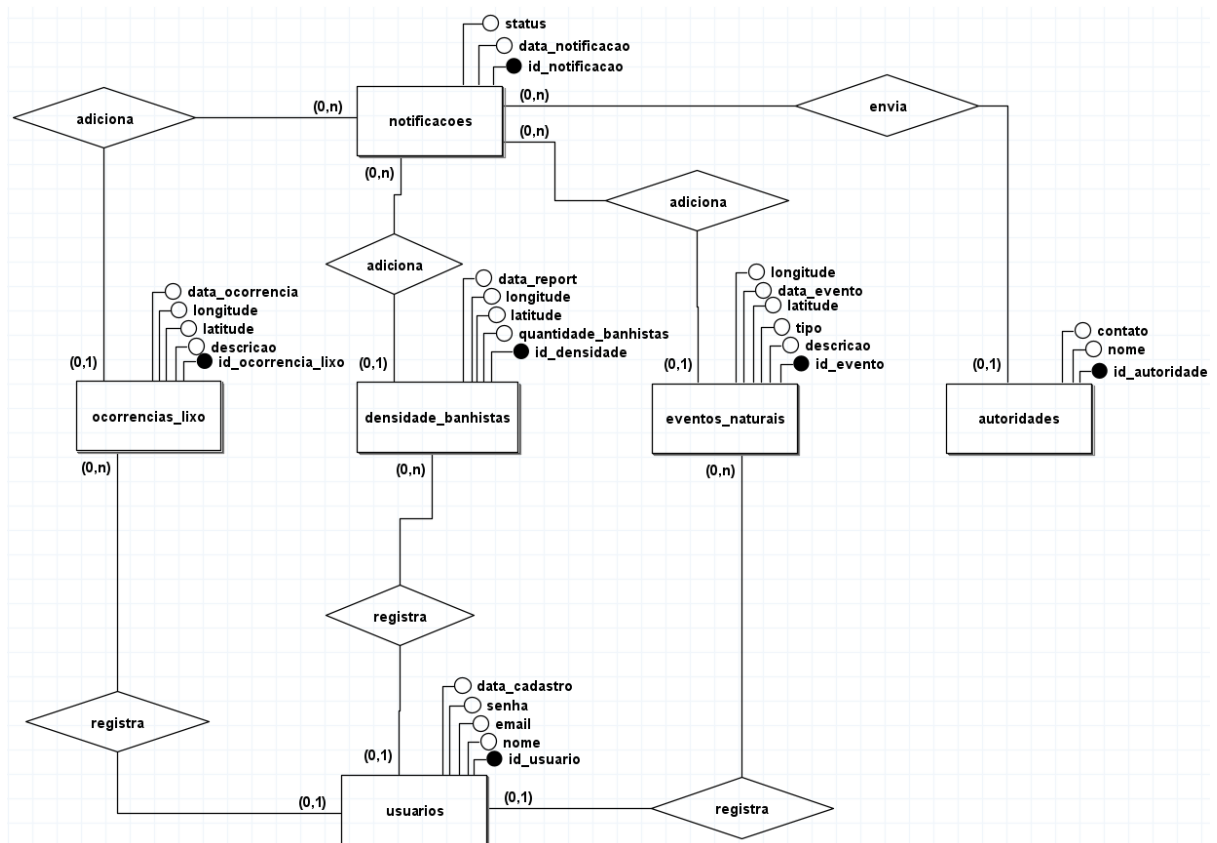 status
data_notificacao
id_notificacao
(0,n)
(0,n)
envia
adiciona
notificacoes
(0,n)
(0,n)
adiciona
adiciona
data_ocorrencia
longitude
latitude
descricao
id_ocorrencia_lixo
data_report
longitude
latitude
quantidade_banhistas
id_densidade
longitude
data_evento
latitude
tipo
descricao
id_evento
contato
nome
id_autoridade
(0,1)
(0,1)
(0,1)
(0,1)
ocorrencias_lixo
densidade_banhistas
eventos_naturais
autoridades
(0,n)
(0,n)
(0,n)
registra
registra
data_cadastro
senha
email
nome
id_usuario
(0,1)
(0,1)
(0,1)
usuarios
registra